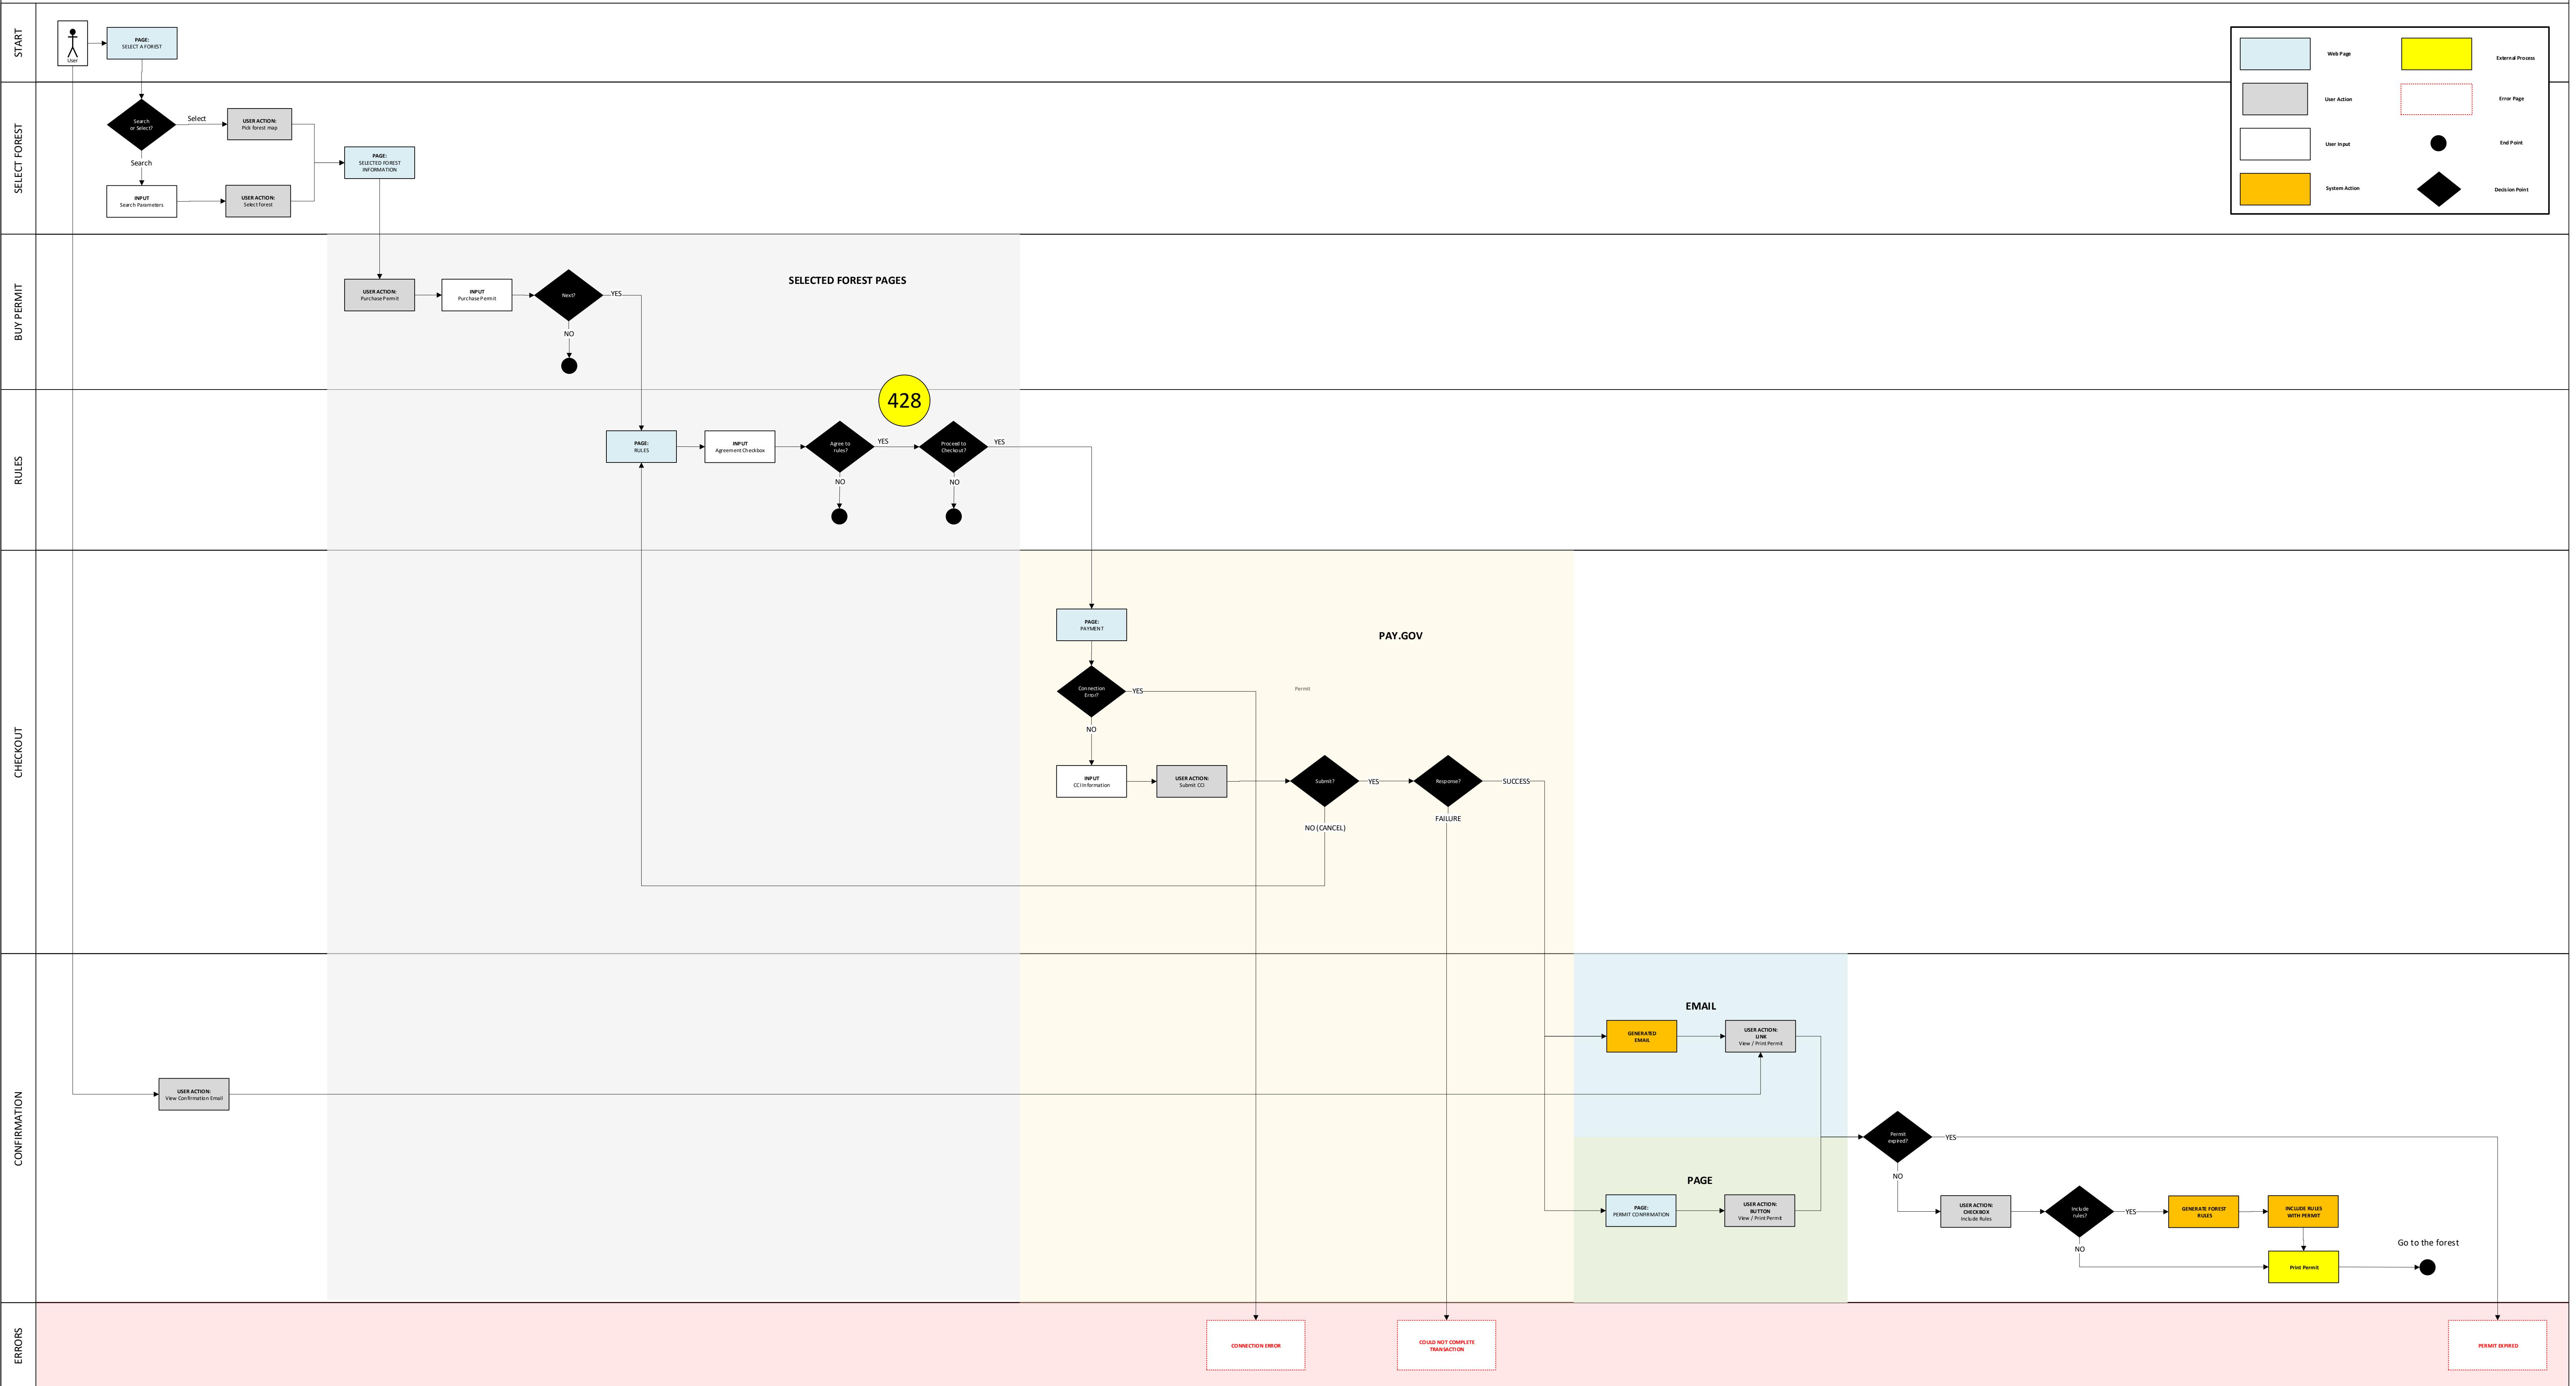 START
User
PAGE:
SELECT A FOREST
Web Page
External Process
User Action
Error Page
User Input
End Point
System Action
Decision Point
SELECT FOREST
Search
or Select?
Select
USER ACTION:
Pick forest map
Search
INPUT
Search Parameters
USER ACTION:
Select forest
PAGE:
SELECTED FOREST
INFORMATION
BUY PERMIT
SELECTED FOREST PAGES
USER ACTION:
Purchase Permit
INPUT
Purchase Permit
Next?
YES
NO
RULES
428
PAGE:
RULES
INPUT
Agreement Checkbox
Agree to
rules?
YES
Proceed to
Checkout?
YES
NO
NO
CHECKOUT
PAGE:
PAYMENT
PAY.GOV
Connection
Error?
YES
Permit
NO
INPUT
CCI Information
USER ACTION:
Submit CCI
Submit?
YES
Response?
SUCCESS
NO (CANCEL)
FAILURE
CONFIRMATION
EMAIL
GENERATED
EMAIL
USER ACTION:
LINK
View / Print Permit
USER ACTION:
View Confirmation Email
Permit
expired?
YES
NO
PAGE
PAGE:
PERMIT CONFIRMATION
USER ACTION:
BUTTON
View / Print Permit
USER ACTION:
CHECKBOX
Include Rules
Include
rules?
YES
GENERATE FOREST
RULES
INCLUDE RULES
WITH PERMIT
NO
Print Permit
Go to the forest
ERRORS
CONNECTION ERROR
COULD NOT COMPLETE
TRANSACTION
PERMIT EXPIRED